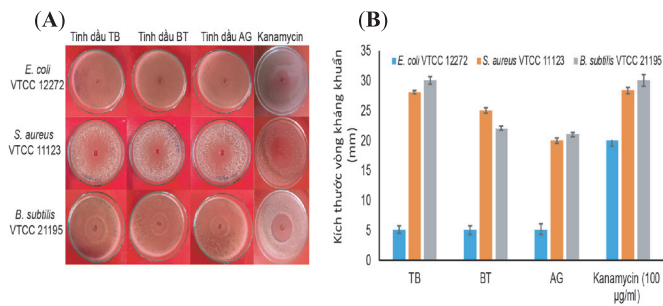 (A)
Tinh dầu TB Tinh dầu BT Tinh dầu AG Kanamycin
E. coli
VTCC 12272
S. aureus
VTCC 11123
B. subtilis
VTCC 21195
(B)
Kích thước vòng kháng khuẩn
(mm)
35
30
25
20
15
10
5
0
E. coli VTCC 12272 S. aureus VTCC 11123 B. subtilis VTCC 21195
TB BT AG Kanamycin (100
µg/ml)